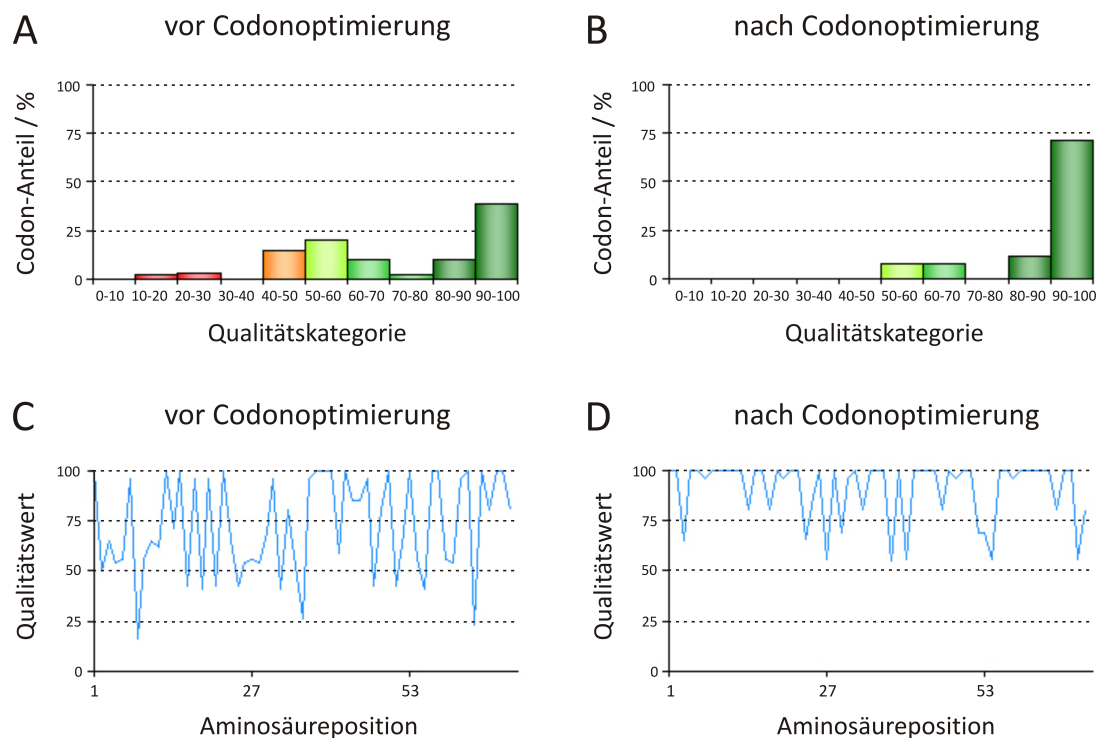 A
vor Codonoptimierung
Codon-Anteil / %
100
75
50
25
0
0-10 10-20 20-30 30-40 40-50 50-60 60-70 70-80 80-90 90-100
Qualitätskategorie
B
nach Codonoptimierung
Codon-Anteil / %
100
75
50
25
0
0-10 10-20 20-30 30-40 40-50 50-60 60-70 70-80 80-90 90-100
Qualitätskategorie
C
vor Codonoptimierung
Qualitätswert
100
75
50
25
0
1 27 53
Aminosäureposition
D
nach Codonoptimierung
Qualitätswert
100
75
50
25
0
1 27 53
Aminosäureposition